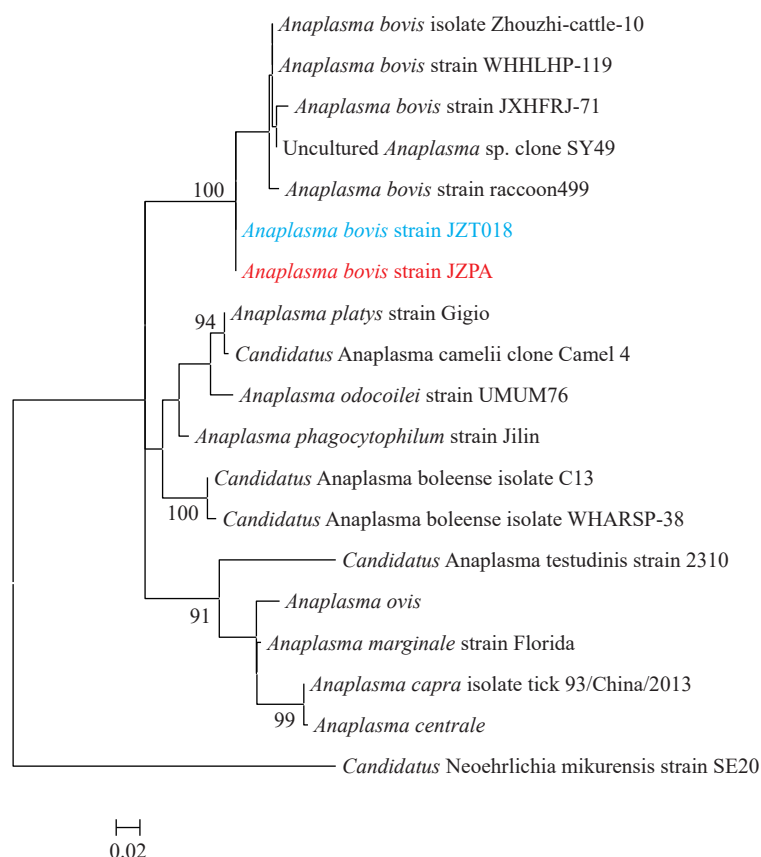 Anaplasma bovis isolate Zhouzhi-cattle-10
Anaplasma bovis strain WHHLHP-119
Anaplasma bovis strain JXHFRJ-71
Uncultured Anaplasma sp. clone SY49
Anaplasma bovis strain raccoon499
100
Anaplasma bovis strain JZT018
Anaplasma bovis strain JZPA
Anaplasma platys strain Gigio
94
Candidatus Anaplasma camelii clone Camel 4
Anaplasma odocoilei strain UMUM76
Anaplasma phagocytophilum strain Jilin
Candidatus Anaplasma boleense isolate C13
100
Candidatus Anaplasma boleense isolate WHARSP-38
Candidatus Anaplasma testudinis strain 2310
91
Anaplasma ovis
Anaplasma marginale strain Florida
Anaplasma capra isolate tick 93/China/2013
99
Anaplasma centrale
Candidatus Neoehrlichia mikurensis strain SE20
0.02